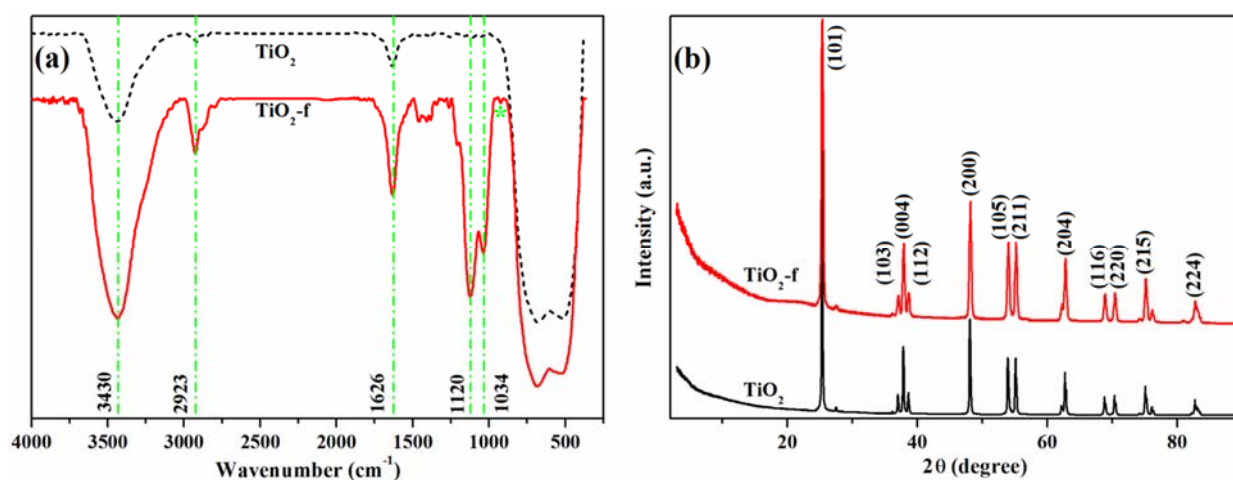 (a)
TiO2
TiO2-f
*
3430
2923
1626
1120
1034
4000 3500 3000 2500 2000 1500 1000 500
Wavenumber (cm-1)
(b)
Intensity (a.u.)
(101)
(103)
(004)
(112)
(200)
(105)
(211)
(204)
(116)
(220)
(215)
(224)
TiO2-f
TiO2
20 40 60 80
2θ (degree)